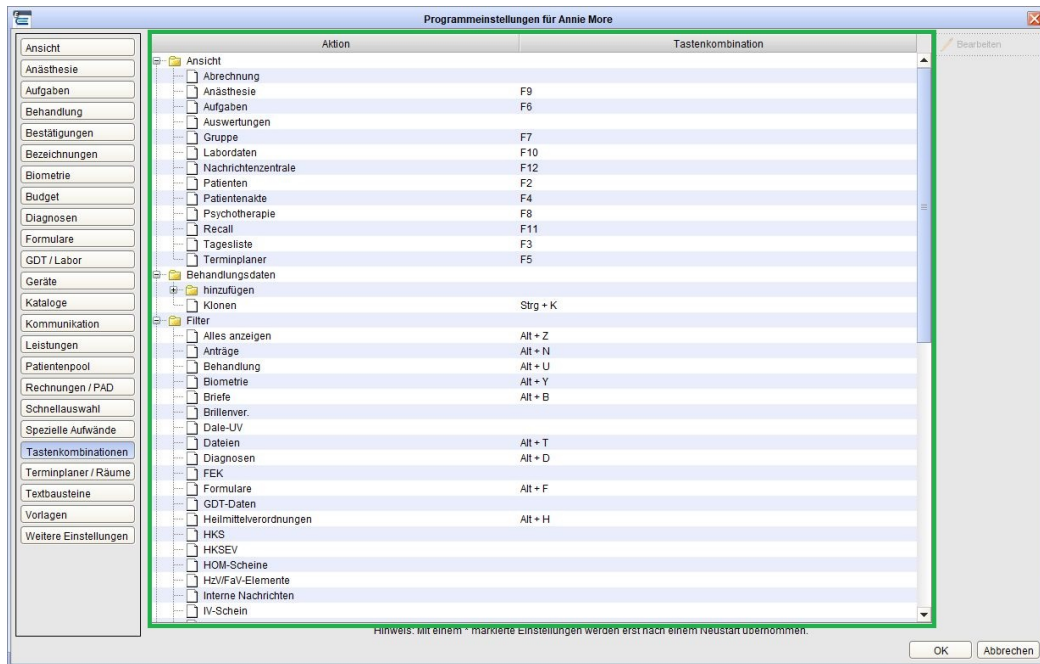 Programmeinstellungen für Annie More
Ansicht
Anästhesie
Aufgaben
Behandlung
Bestätigungen
Bezeichnungen
Biometrie
Budget
Diagnosen
Formulare
GDT / Labor
Geräte
Kataloge
Kommunikation
Leistungen
Patientenpool
Rechnungen / PAD
Schnellauswahl
Spezielle Aufwände
Tastenkombinationen
Terminplaner / Räume
Textbausteine
Vorlagen
Weitere Einstellungen
Aktion Tastenkombination
Ansicht
Abrechnung
Anästhesie F9
Aufgaben F6
Auswertungen
Gruppe F7
Labordaten F10
Nachrichtenzentrale F12
Patienten F2
Patientenakte F4
Psychotherapie F8
Recall F11
Tagesliste F3
Terminplaner F5
Behandlungsdaten
hinzufügen
Klonen Strg + K
Filter
Alles anzeigen Alt + Z
Anträge Alt + N
Behandlung Alt + U
Biometrie Alt + Y
Briefe Alt + B
Brillenver.
Dale-UV
Dateien Alt + T
Diagnosen Alt + D
FEK
Formulare Alt + F
GDT-Daten
Heilmittelverordnungen Alt + H
HKS
HKSEV
HOM-Scheine
HzV/FaV-Elemente
Interne Nachrichten
IV-Schein
Bearbeiten
Hinweis: Mit einem * markierte Einstellungen werden erst nach einem Neustart übernommen.
OK Abbrechen